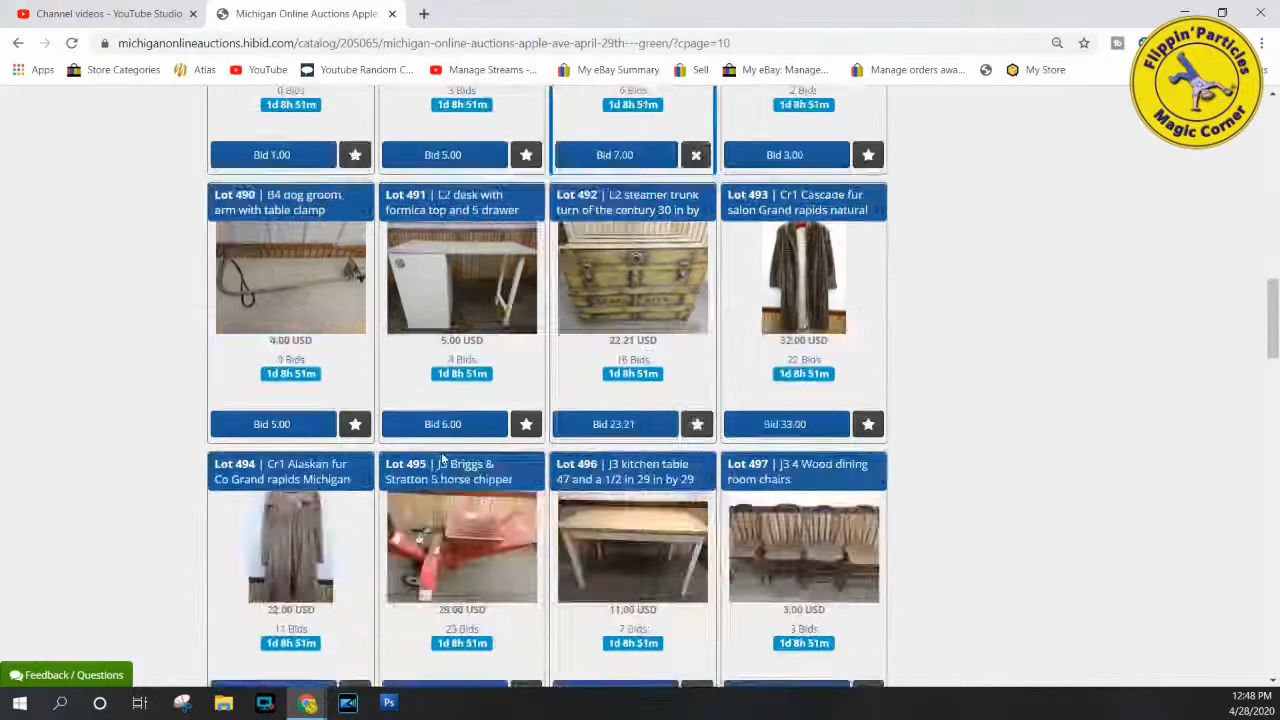 Channel videos - YouTube Studio
Michigan Online Auctions Apple
michiganonlineauctions.hibid.com/catalog/205065/michigan-online-auctions-apple-ave-april-29th---green/?cpage=10
Apps Store Categories Atlas YouTube Youtube Random C... Manage Streams -... My eBay Summary Sell My eBay: Manage... Manage orders awa... My Store
Flippin' Particles
Magic Corner
0 Bids 3 Bids 6 Bids 2 Bids
1d 8h 51m 1d 8h 51m 1d 8h 51m 1d 8h 51m
Bid 1.00 Bid 5.00 Bid 7.00 Bid 3.00
Lot 490 | B4 dog groom
arm with table clamp
Lot 491 | L2 desk with
formica top and 5 drawer
Lot 492 | L2 steamer trunk
(turn of the century 30 in by
Lot 493 | Cr1 Cascade fur
salon Grand rapids natural
4.00 USD 5.00 USD 22.21 USD 32.00 USD
4 Bids 16 Bids 22 Bids
1d 8h 51m 1d 8h 51m 1d 8h 51m 1d 8h 51m
Bid 5.00 Bid 6.00 Bid 23.21 Bid 33.00
Lot 494 | Cr1 Alaskan fur
Co Grand rapids Michigan
Lot 495 | J3 Briggs &
Stratton 5 horse chipper
Lot 496 | J3 kitchen table
47 and a 1/2 in 29 in by 29
Lot 497 | J3 4 Wood dining
room chairs
22.00 USD 29.00 USD 11.00 USD 3.00 USD
11 Bids 23 Bids 7 Bids 3 Bids
1d 8h 51m 1d 8h 51m 1d 8h 51m 1d 8h 51m
Feedback / Questions
Ps
12:48 PM
4/28/2020